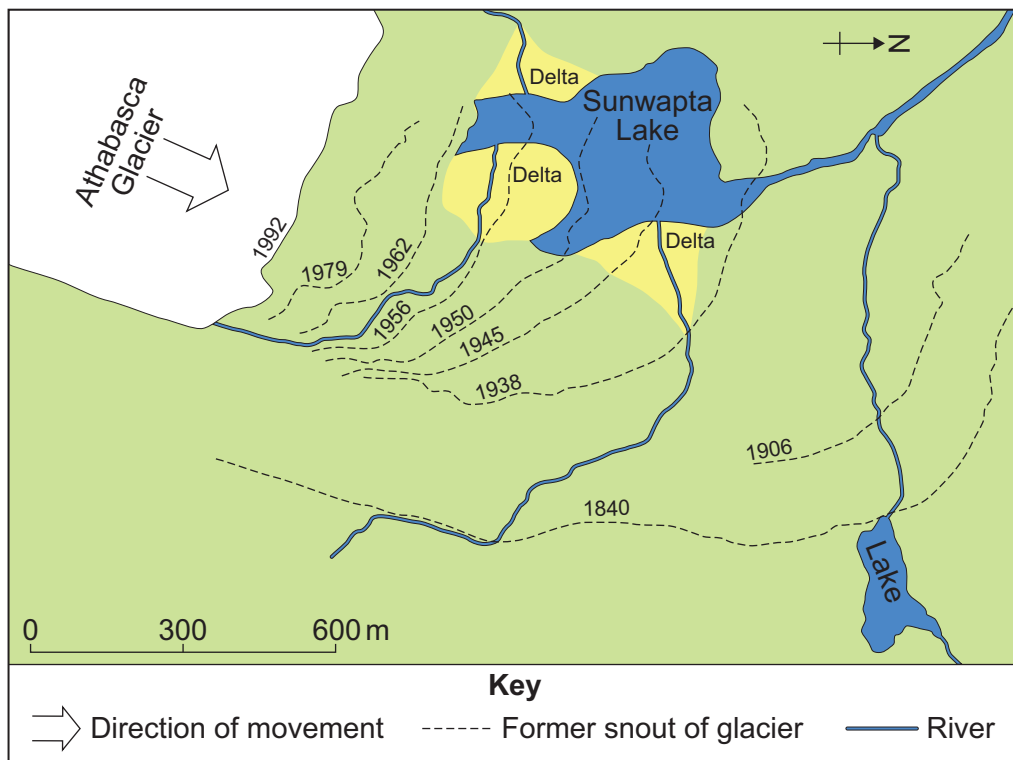 N
Athabasca
Glacier
Delta
Sunwapta
Lake
Delta
Delta
1992
1979
1962
1956
1950
1945
1938
1906
1840
Lake
0 300 600 m
Key
Direction of movement Former snout of glacier River